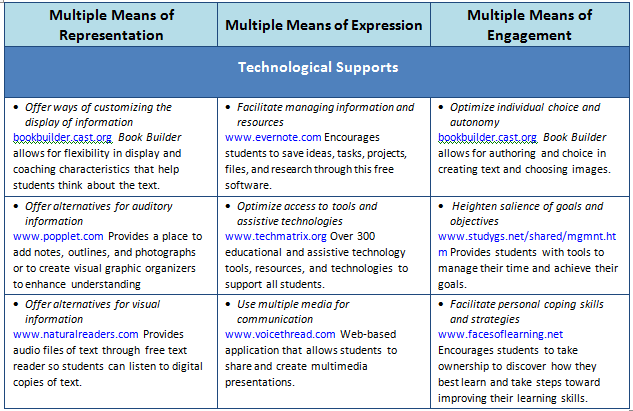 Multiple Means of
Representation
Multiple Means of Expression
Multiple Means of
Engagement
Technological Supports
• Offer ways of customizing the
display of information
bookbuilder.cast.org Book Builder
allows for flexibility in display and
coaching characteristics that help
students think about the text.
• Facilitate managing information and
resources
www.evernote.com Encourages
students to save ideas, tasks, projects,
files, and research through this free
software.
• Optimize individual choice and
autonomy
bookbuilder.cast.org Book Builder
allows for authoring and choice in
creating text and choosing images.
• Offer alternatives for auditory
information
www.popplet.com Provides a place to
add notes, outlines, and photographs
or to create visual graphic organizers
to enhance understanding
• Optimize access to tools and
assistive technologies
www.techmatrix.org Over 300
educational and assistive technology
tools, resources, and technologies to
support all students.
• Heighten salience of goals and
objectives
www.studygs.net/shared/mgmnt.ht
m Provides students with tools to
manage their time and achieve their
goals.
• Offer alternatives for visual
information
www.naturalreaders.com Provides
audio files of text through free text
reader so students can listen to digital
copies of text.
• Use multiple media for
communication
www.voicethread.com Web-based
application that allows students to
share and create multimedia
presentations.
• Facilitate personal coping skills
and strategies
www.facesoflearning.net
Encourages students to take
ownership to discover how they
best learn and take steps toward
improving their learning skills.